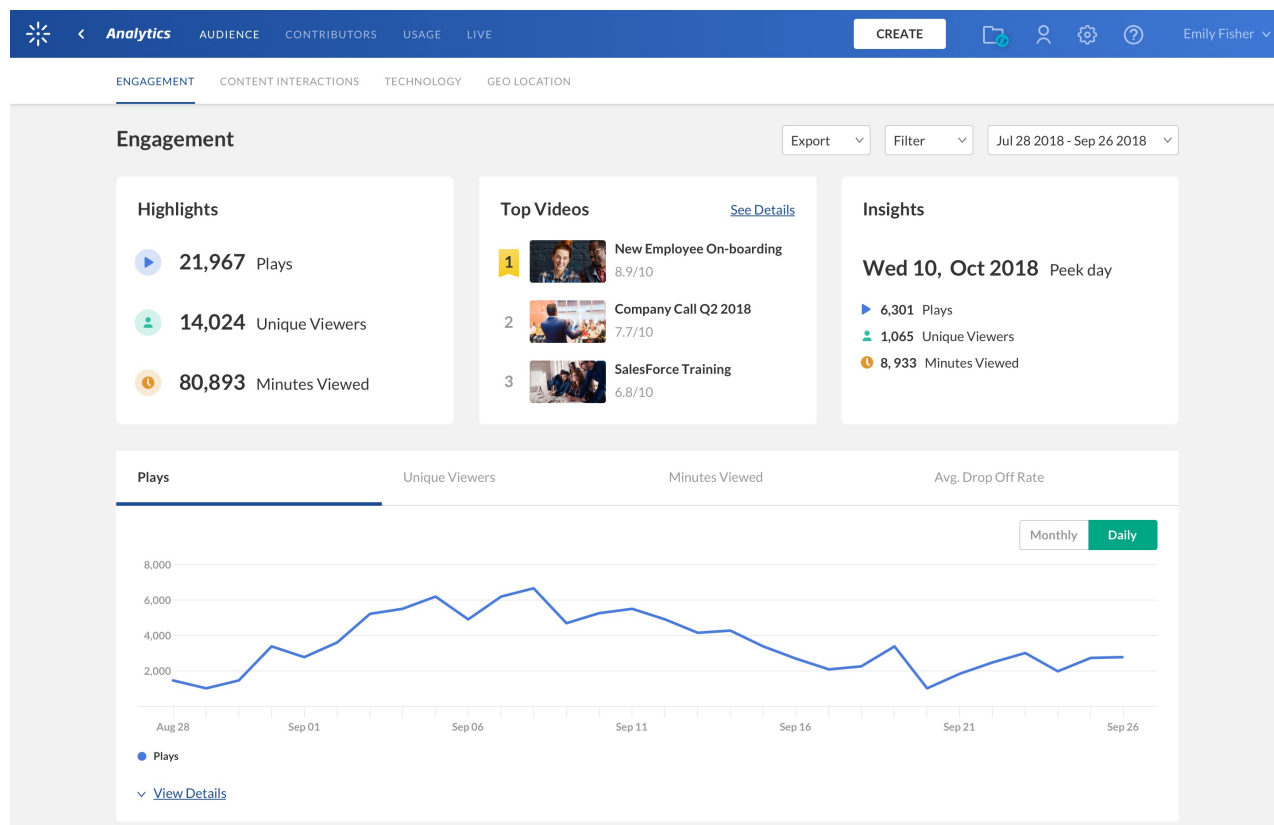 Analytics AUDIENCE CONTRIBUTORS USAGE LIVE CREATE Emily Fisher
ENGAGEMENT CONTENT INTERACTIONS TECHNOLOGY GEO LOCATION
Engagement Export Filter Jul 28 2018 - Sep 26 2018
Highlights
21,967 Plays
14,024 Unique Viewers
80,893 Minutes Viewed
Top Videos See Details
1 New Employee On-boarding
8.9/10
2 Company Call Q2 2018
7.7/10
3 SalesForce Training
6.8/10
Insights
Wed 10, Oct 2018 Peek day
6,301 Plays
1,065 Unique Viewers
8, 933 Minutes Viewed
Plays Unique Viewers Minutes Viewed Avg. Drop Off Rate
Monthly Daily
8,000
6,000
4,000
2,000
Aug 28 Sep 01 Sep 06 Sep 11 Sep 16 Sep 21 Sep 26
Plays
View Details